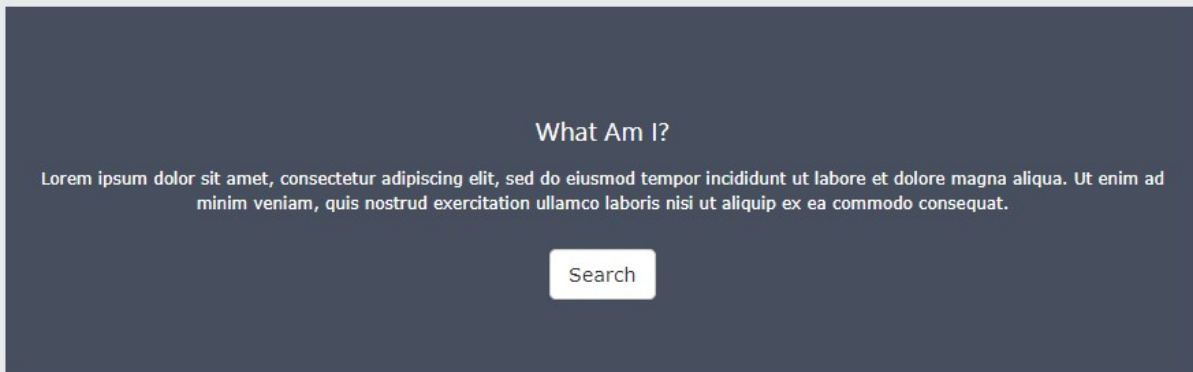 What Am I?
Lorem ipsum dolor sit amet, consectetur adipiscing elit, sed do eiusmod tempor incididunt ut labore et dolore magna aliqua. Ut enim ad
minim veniam, quis nostrud exercitation ullamco laboris nisi ut aliquip ex ea commodo consequat.
Search